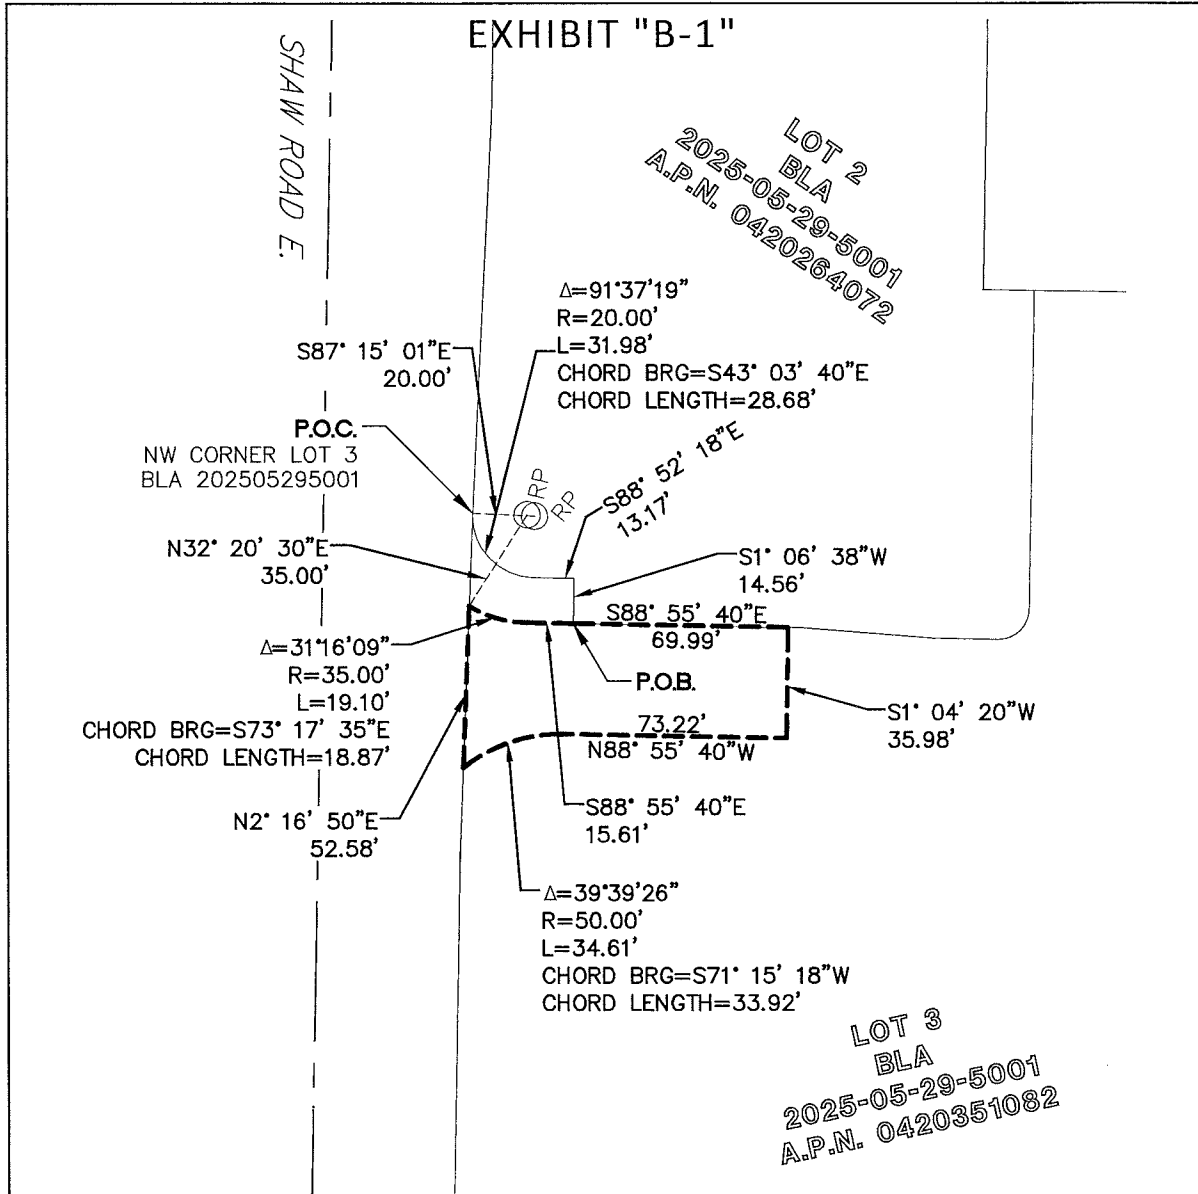 EXHIBIT "B-1"
SHAW ROAD E.
LOT 2
BLA
2025-05-29-5001
A.P.N. 0420264072
Δ=91°37'19"
R=20.00'
L=31.98'
CHORD BRG=S43° 03' 40"E
CHORD LENGTH=28.68'
S87° 15' 01"E
20.00'
P.O.C.
NW CORNER LOT 3
BLA 202505295001
RP
RP
S88° 52' 18"E
13.17'
N32° 20' 30"E
35.00'
S1° 06' 38"W
14.56'
S88° 55' 40"E
69.99'
Δ=31°16'09"
R=35.00'
L=19.10'
CHORD BRG=S73° 17' 35"E
CHORD LENGTH=18.87'
P.O.B.
73.22'
N88° 55' 40"W
S1° 04' 20"W
35.98'
N2° 16' 50"E
52.58'
S88° 55' 40"E
15.61'
Δ=39°39'26"
R=50.00'
L=34.61'
CHORD BRG=S71° 15' 18"W
CHORD LENGTH=33.92'
LOT 3
BLA
2025-05-29-5001
A.P.N. 0420351082